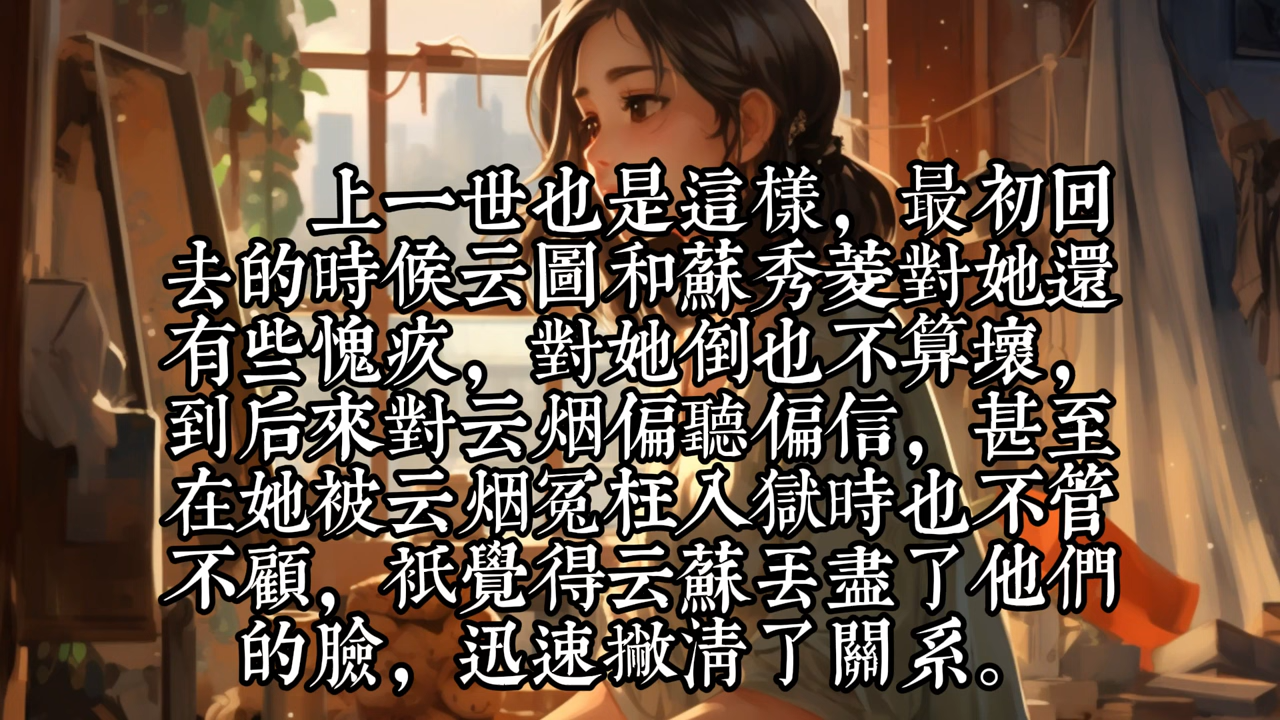 上一世也是這樣，最初回
去的時候云圖和蘇秀菱對她還
有些愧疚，對她倒也不算壞，
到后來對云烟偏聽偏信，甚至
在她被云烟冤枉入獄時也不管
不顧，衹覺得云蘇丟盡了他們
的臉，迅速撇清了關系。